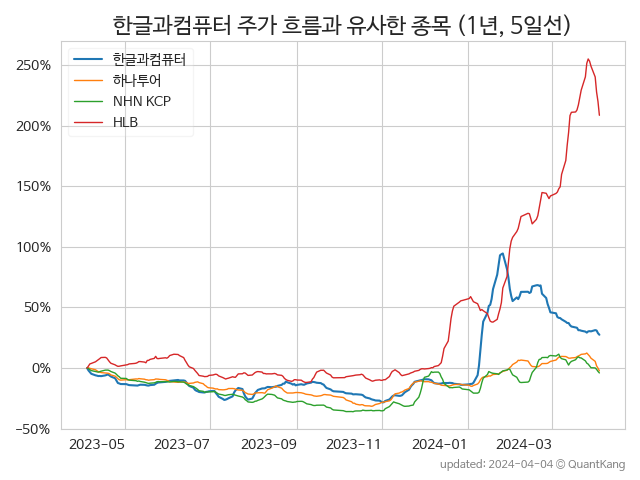 한글과컴퓨터 주가 흐름과 유사한 종목 (1년, 5일선)
한글과컴퓨터
하나투어
NHN KCP
HLB
250%
200%
150%
100%
50%
0%
−50%
2023−05
2023−07
2023−09
2023−11
2024−01
2024−03
updated: 2024−04−04 © QuantKang